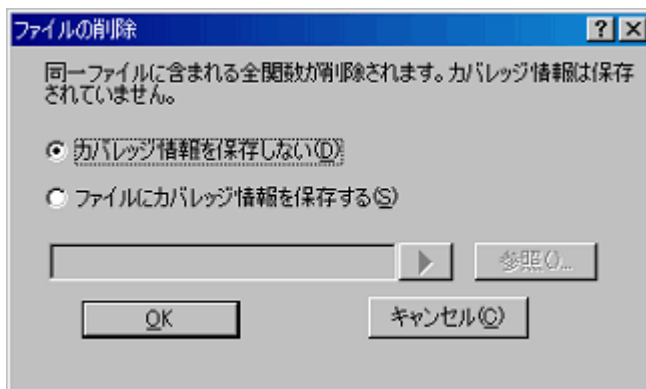 ファイルの削除
同一ファイルに含まれる全関数が削除されます。カバレッジ情報は保存
されていません。
カバレッジ情報を保存しない(D)
ファイルにカバレッジ情報を保存する(S)
参照()...
OK
キャンセル(C)